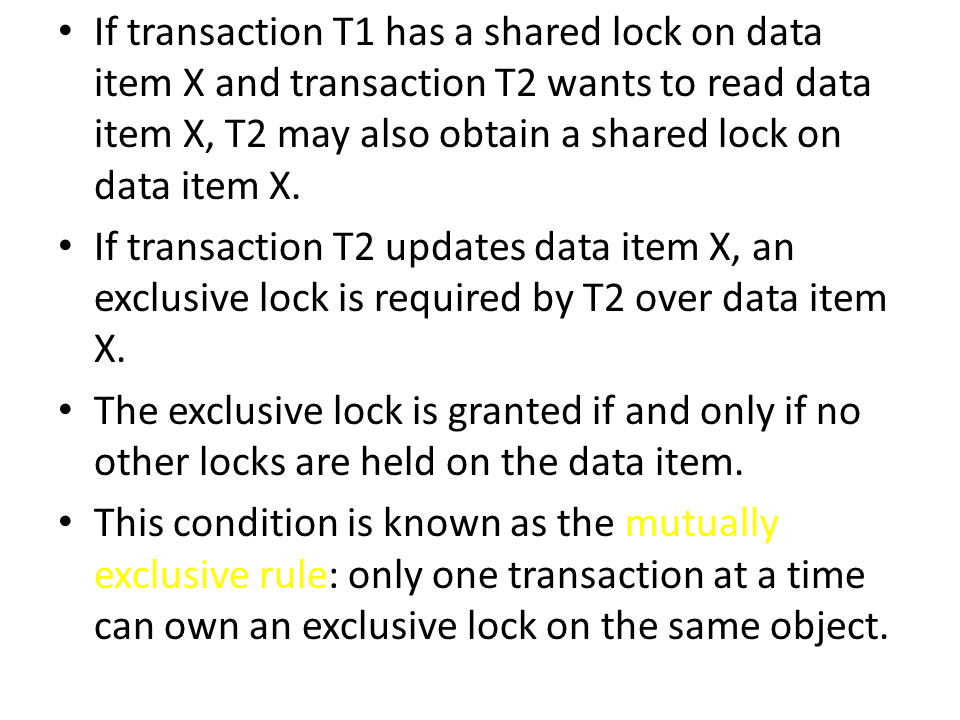 • If transaction T1 has a shared lock on data
item X and transaction T2 wants to read data
item X, T2 may also obtain a shared lock on
data item X.
• If transaction T2 updates data item X, an
exclusive lock is required by T2 over data item
X.
• The exclusive lock is granted if and only if no
other locks are held on the data item.
• This condition is known as the mutually
exclusive rule: only one transaction at a time
can own an exclusive lock on the same object.